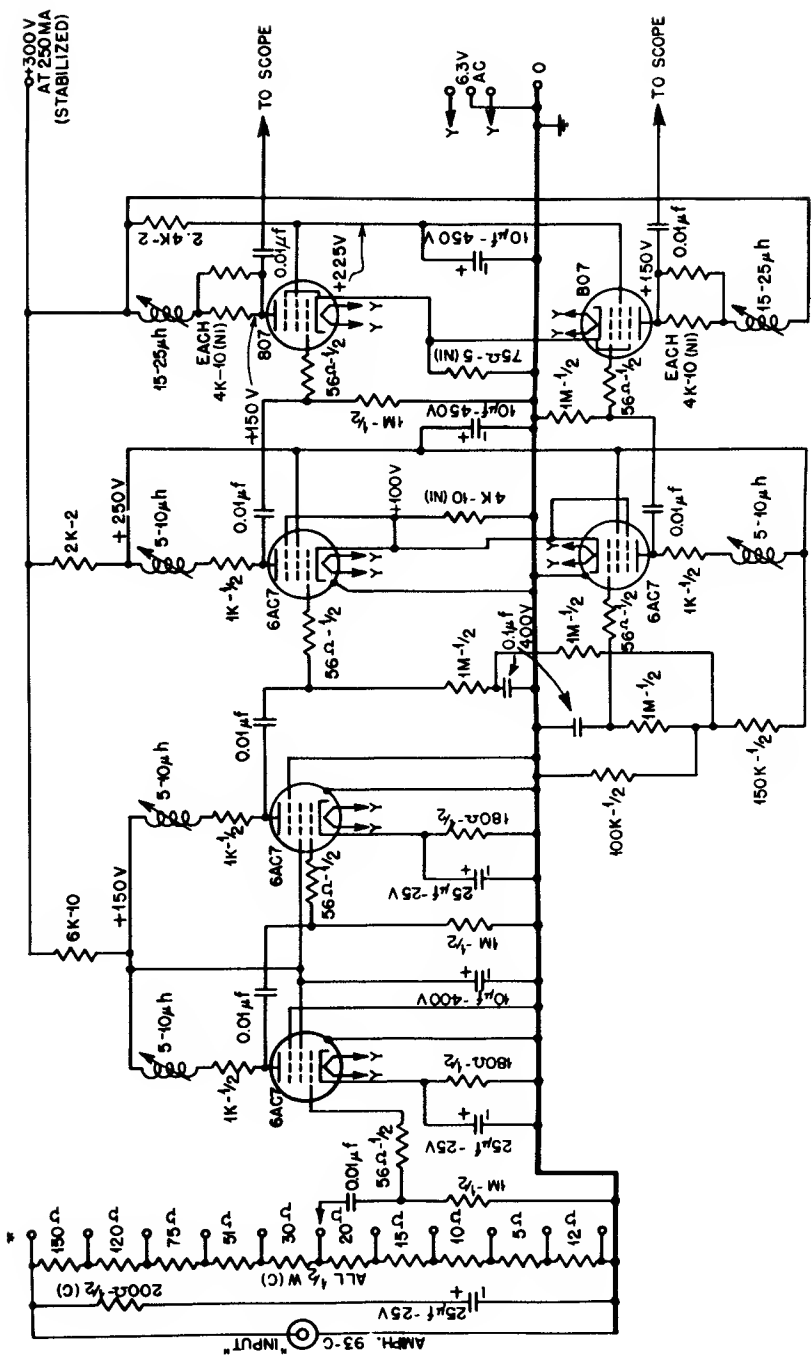 +300V
AT 250MA
(STABILIZED)
TO SCOPE
2.4K-2
0.01µf
15-25µh
EACH
4K-10 (NI)
+150V
807
Y
Y
56Ω-1/2
+225V
10µf-450V
+
−
75Ω-5 (NI)
1M-1/2
6.3V
AC
Y
Y
0
2K-2
+250V
5-10µh
1K-1/2
0.01µf
6AC7
Y
Y
56Ω-1/2
+100V
4K-10 (NI)
10µf-450V
+
−
6K-10
+150V
5-10µh
1K-1/2
0.01µf
6AC7
Y
Y
56Ω-1/2
180Ω-1/2
25µf-25V
+
−
1M-1/2
0.1µf
400V
5-10µh
1K-1/2
0.01µf
6AC7
Y
Y
1M-1/2
10µf-400V
+
−
180Ω-1/2
25µf-25V
+
−
56Ω-1/2
0.01µf
1M-1/2
150Ω
120Ω
75Ω
51Ω
30Ω
20Ω
15Ω
10Ω
5Ω
12Ω
ALL 1/2 W (C)
200Ω-1/2 (C)
25µf-25V
+
−
AMPH. 93-C
"INPUT"
TO SCOPE
807
Y
Y
+150V
0.01µf
15-25µh
EACH
4K-10 (NI)
56Ω-1/2
1M-1/2
0.01µf
6AC7
Y
Y
1K-1/2
5-10µh
56Ω-1/2
1M-1/2
1M-1/2
150K-1/2
100K-1/2